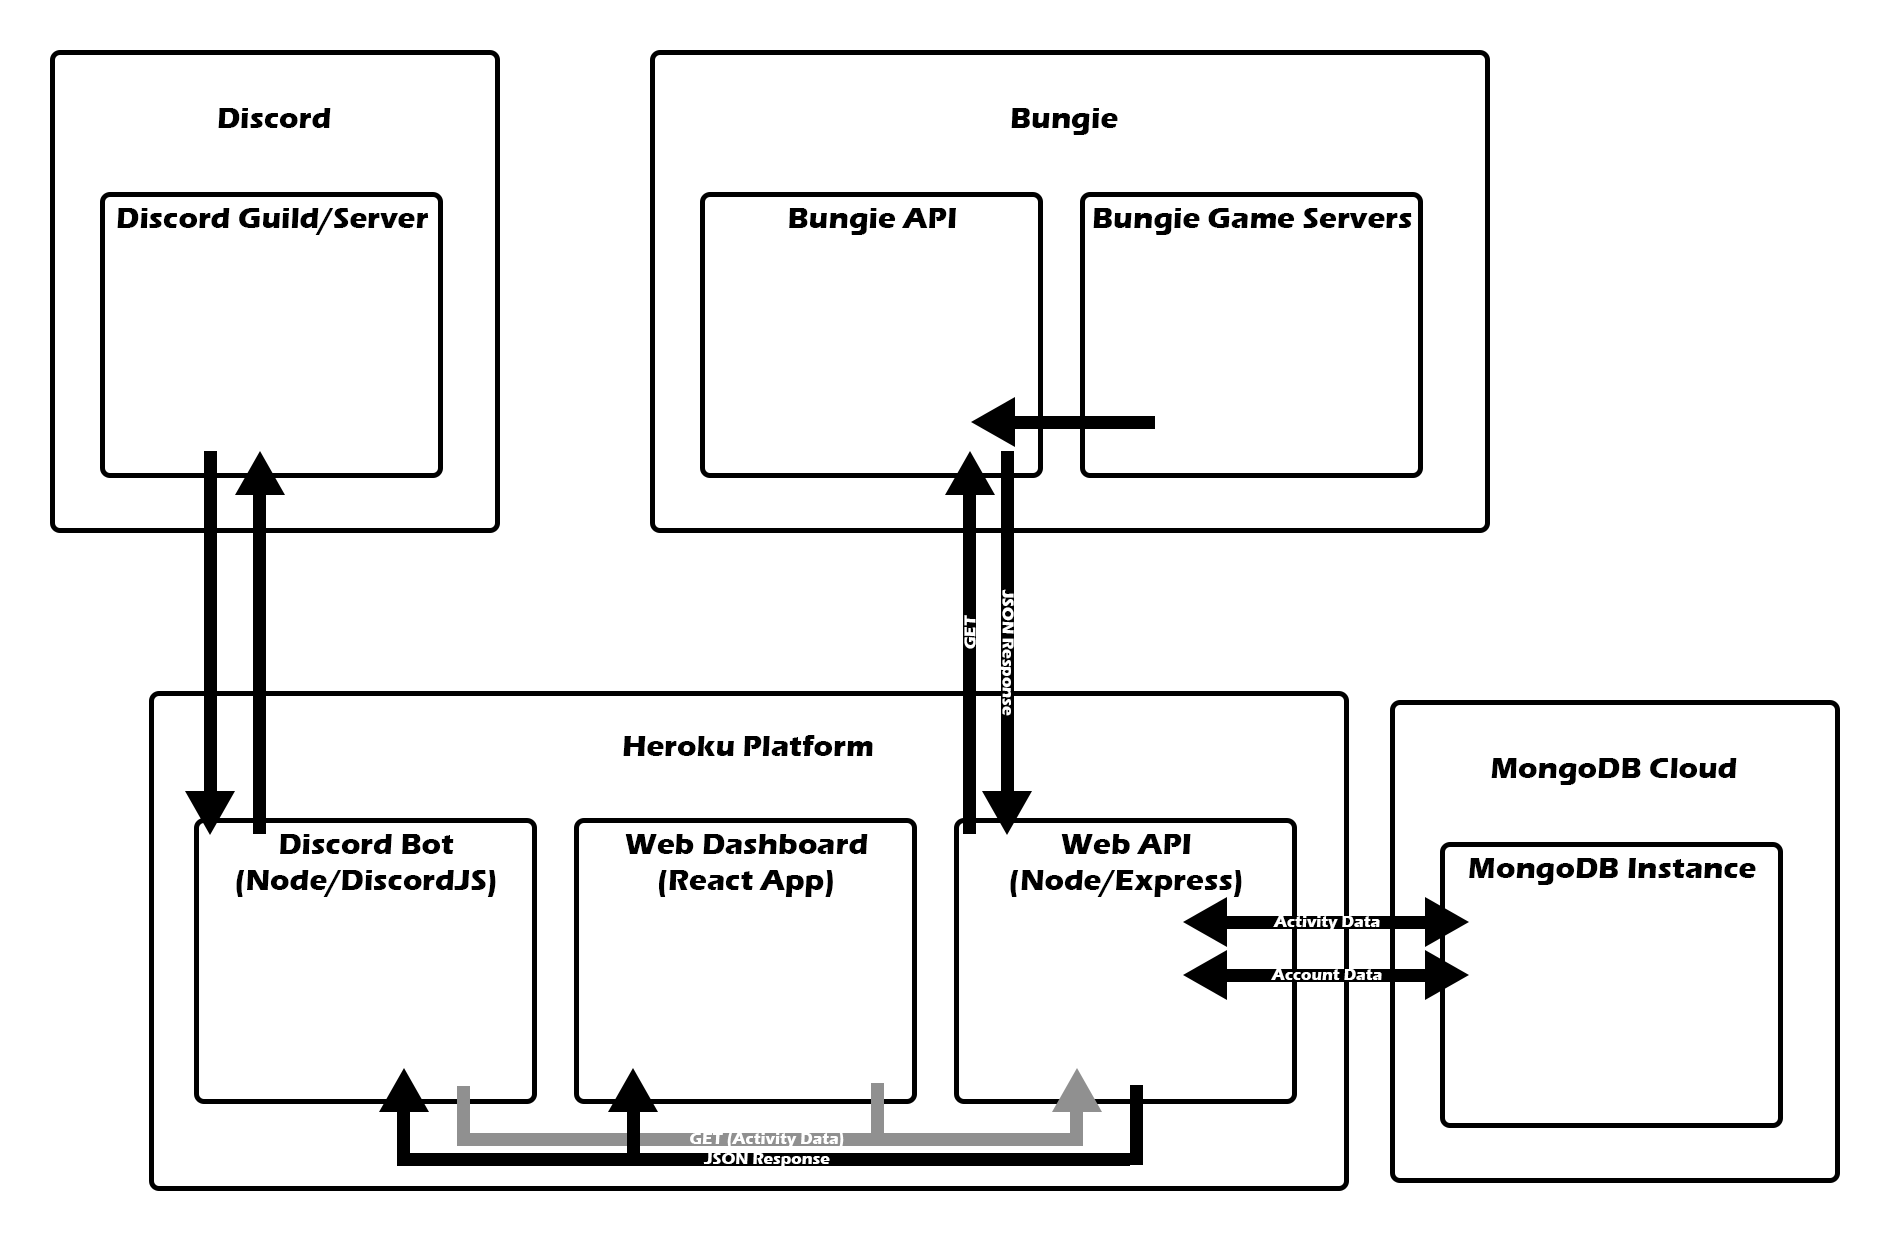 Discord
Discord Guild/Server
Bungie
Bungie API
Bungie Game Servers
GET
JSON Response
Heroku Platform
Discord Bot
(Node/DiscordJS)
Web Dashboard
(React App)
Web API
(Node/Express)
GET (Activity Data)
JSON Response
Activity Data
Account Data
MongoDB Cloud
MongoDB Instance